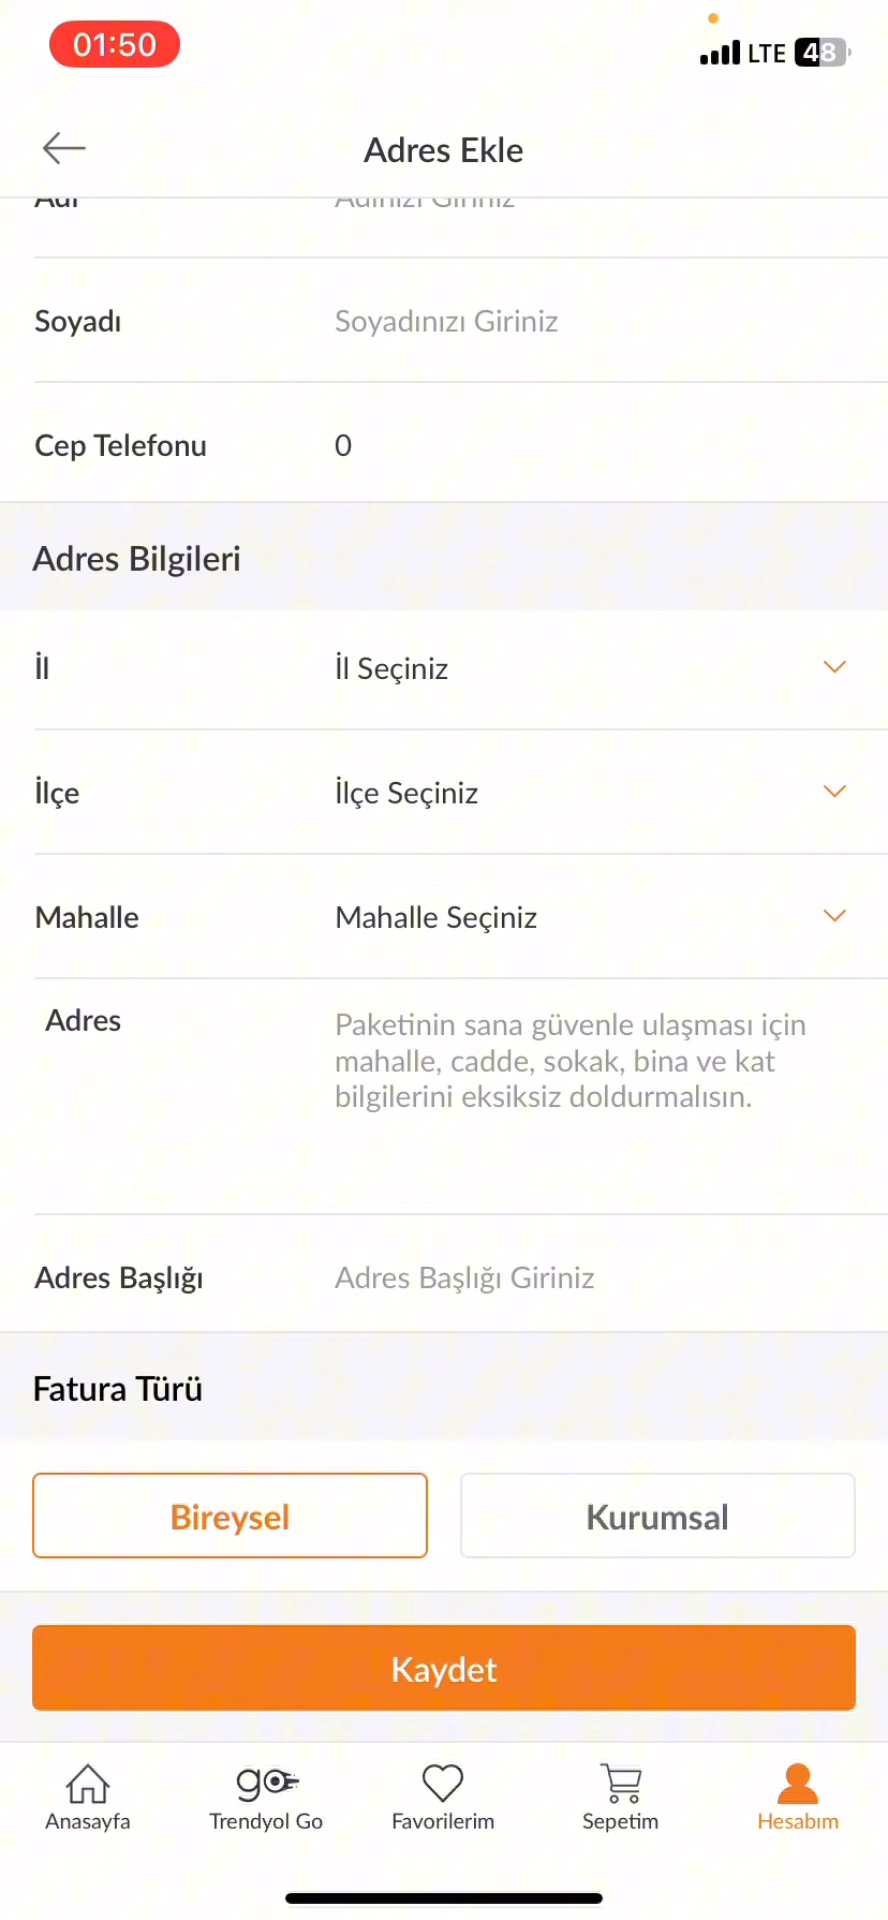 01:50
LTE 48
Adres Ekle
Adı Adınızı Giriniz
Soyadı Soyadınızı Giriniz
Cep Telefonu 0
Adres Bilgileri
İl İl Seçiniz
İlçe İlçe Seçiniz
Mahalle Mahalle Seçiniz
Adres Paketinin sana güvenle ulaşması için
mahalle, cadde, sokak, bina ve kat
bilgilerini eksiksiz doldurmalısın.
Adres Başlığı Adres Başlığı Giriniz
Fatura Türü
Bireysel Kurumsal
Kaydet
go
Anasayfa Trendyol Go Favorilerim Sepetim Hesabım